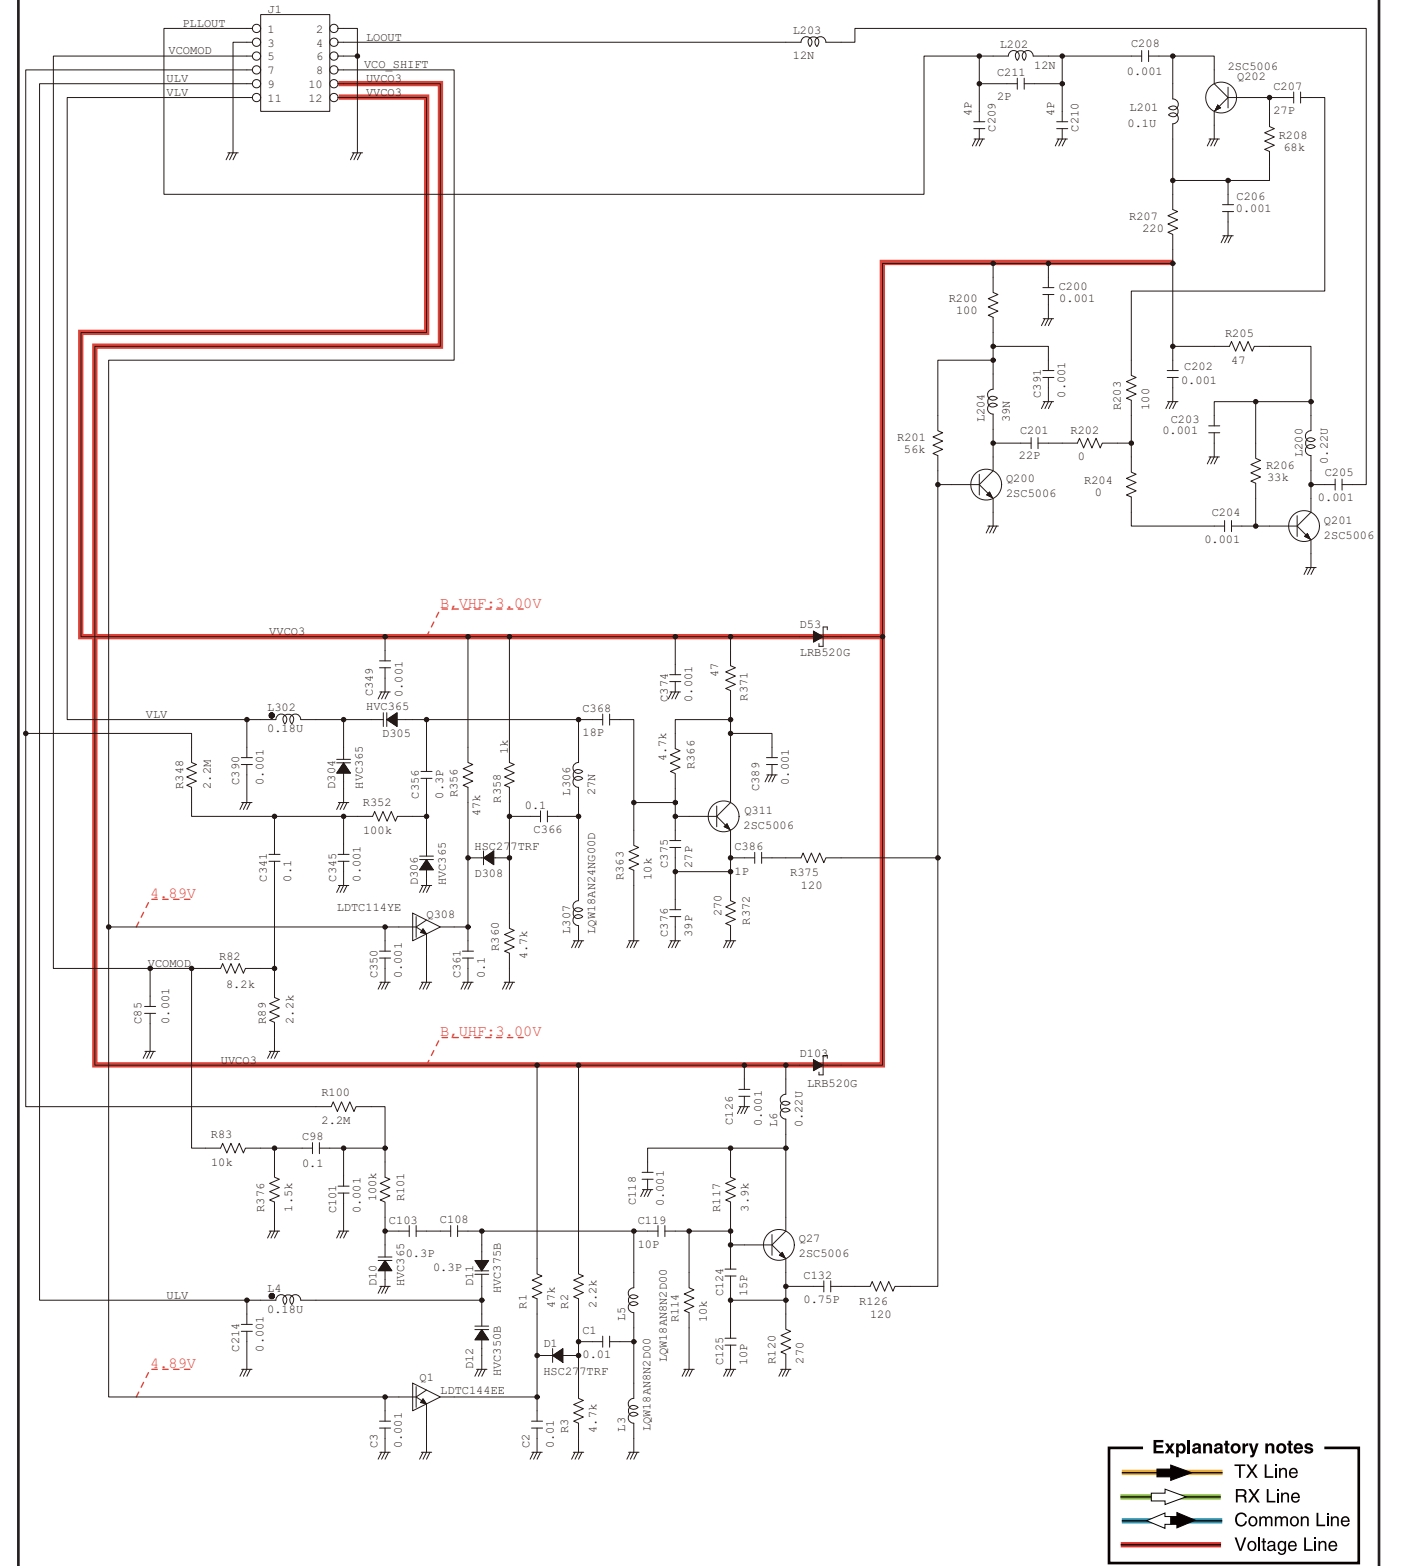 J1
PLLOUT
1 2
3 4
LOOUT
VCOMOD
5 6
7 8
VCO_SHIFT
ULV
9 10
UVCO3
VLV
11 12
VVCO3
L203
12N
L202
12N
C211
2P
4P
C209
4P
C210
C208
0.001
2SC5006
Q202
C207
27P
L201
0.1U
R208
68k
C206
0.001
R207
220
R200
100
C200
0.001
C391
0.001
L204
39N
R201
56k
C201
22P
R202
0
R203
100
R204
0
Q200
2SC5006
C202
0.001
R205
47
C203
0.001
L200
0.22U
R206
33k
C205
0.001
C204
0.001
Q201
2SC5006
B,VHF:3.00V
VVCO3
D53
LRB520G
C349
0.001
VLV
L302
0.18U
HVC365
D305
R348
2.2M
C390
0.001
D304
HVC365
C356
0.3P
R356
47k
R358
1k
C368
18P
L306
27N
C374
0.001
47
R371
4.7k
R366
C389
0.001
Q311
2SC5006
R352
100k
0.1
C366
C341
0.1
C345
0.001
D306
HVC365
HSC277TRF
D308
R363
10k
C375
27P
C386
1P
R375
120
4.89V
LDTC114YE
Q308
L307
LQW18AN24NG00D
C376
39P
270
R372
C350
0.001
C361
0.1
R360
4.7k
VCOMOD
R82
8.2k
C85
0.001
R89
2.2k
B,UHF:3.00V
UVCO3
D103
LRB520G
R100
2.2M
C126
0.001
L6
0.22U
R83
10k
C98
0.1
R376
1.5k
C101
0.001
100k
R101
C118
0.001
R117
3.9k
C103
0.3P
C108
0.3P
C119
10P
Q27
2SC5006
D10
HVC365
D11
HVC375B
C124
15P
C132
0.75P
R126
120
ULV
L4
0.18U
C214
0.001
D12
HVC350B
R1
47k
R2
2.2k
L5
LQW18AN8N2D00
R114
10k
C125
10P
R120
270
C1
0.01
D1
HSC277TRF
4.89V
Q1
LDTC144EE
C3
0.001
C2
0.01
R3
4.7k
L3
LQW18AN8N2D00
Explanatory notes
TX Line
RX Line
Common Line
Voltage Line